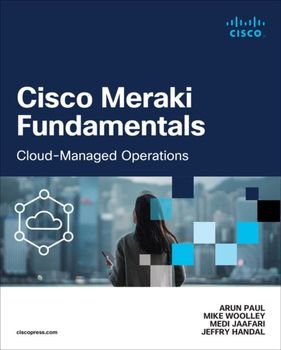 CISCO
Cisco Meraki
Fundamentals
Cloud-Managed Operations
ARUN PAUL
MIKE WOOLLEY
MEDI JAAFARI
JEFFRY HANDAL
ciscopress.com